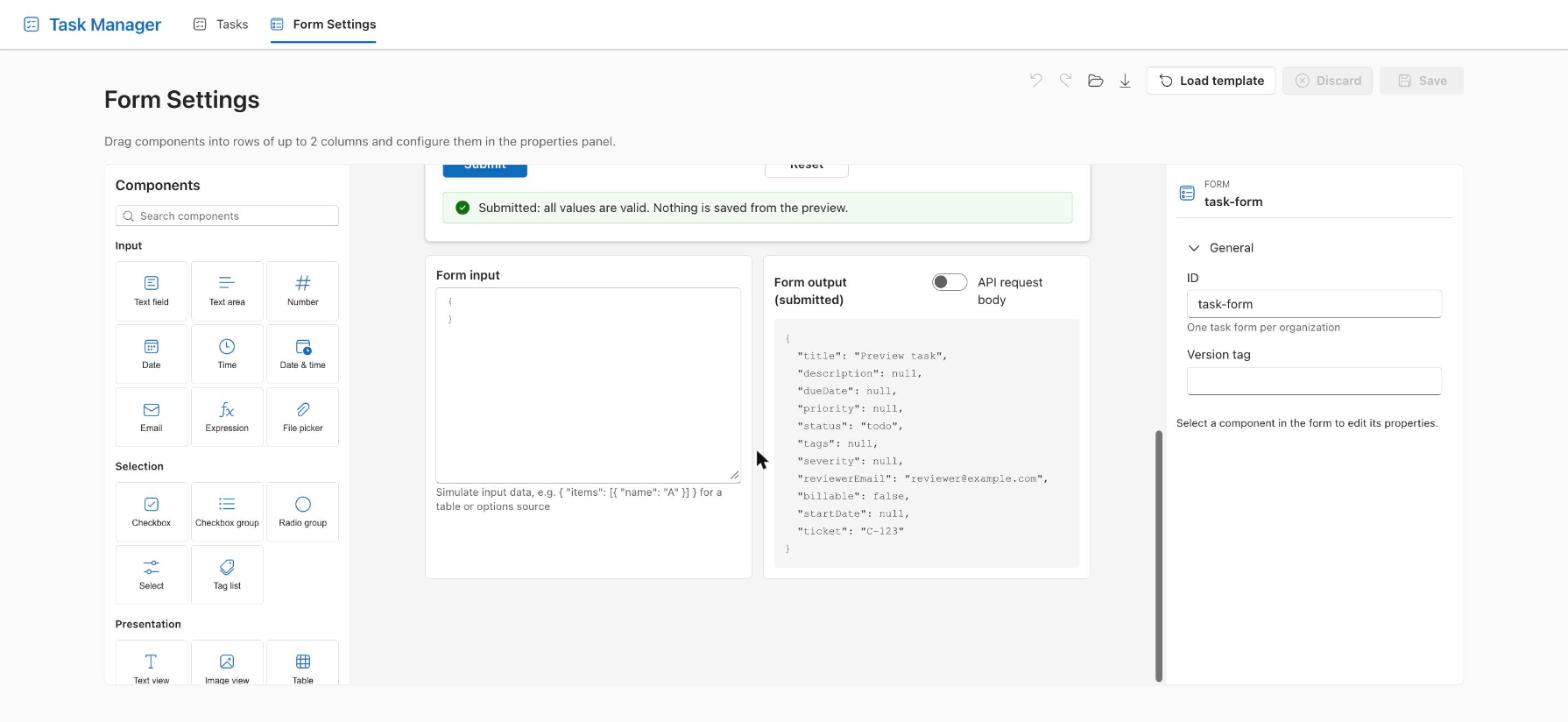 Task Manager
Tasks
Form Settings
Load template
Discard
Save
Form Settings
Drag components into rows of up to 2 columns and configure them in the properties panel.
Components
Search components
Input
Text field
Text area
Number
Date
Time
Date & time
Email
Expression
File picker
Selection
Checkbox
Checkbox group
Radio group
Select
Tag list
Presentation
Text view
Image view
Table
Submit
Reset
Submitted: all values are valid. Nothing is saved from the preview.
Form input
{
}
Simulate input data, e.g. { "items": [{ "name": "A" }] } for a
table or options source
Form output
(submitted)
API request
body
{
"title": "Preview task",
"description": null,
"dueDate": null,
"priority": null,
"status": "todo",
"tags": null,
"severity": null,
"reviewerEmail": "reviewer@example.com",
"billable": false,
"startDate": null,
"ticket": "C-123"
}
FORM
task-form
General
ID
task-form
One task form per organization
Version tag
Select a component in the form to edit its properties.